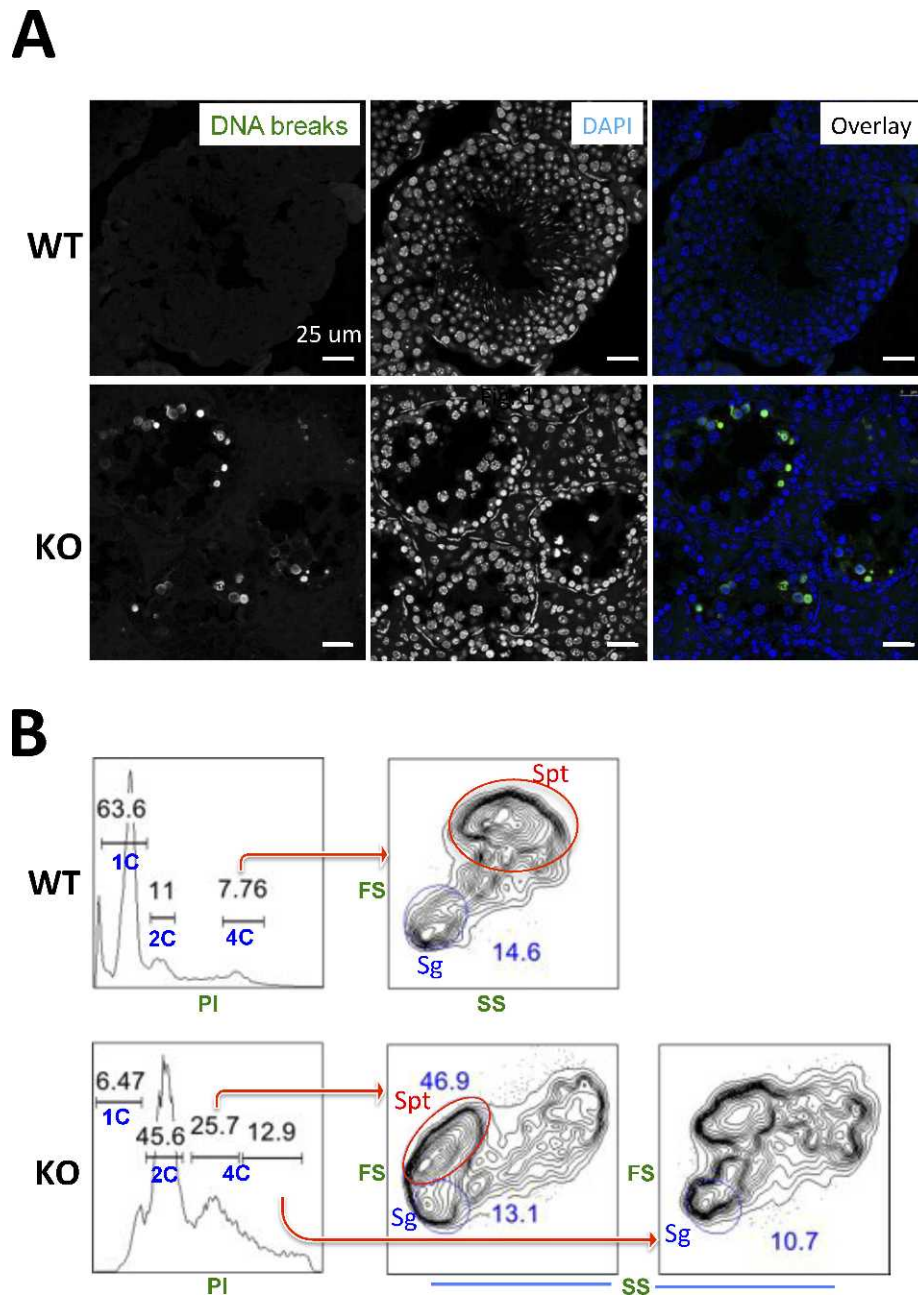 A
DNA breaks
DAPI
Overlay
WT
25 um
Fig. 1
KO
B
63.6
1C
11
2C
7.76
4C
WT
PI
Spt
FS
Sg
14.6
SS
6.47
1C
45.6
2C
25.7
12.9
4C
KO
PI
46.9
Spt
FS
Sg
13.1
FS
Sg
10.7
SS